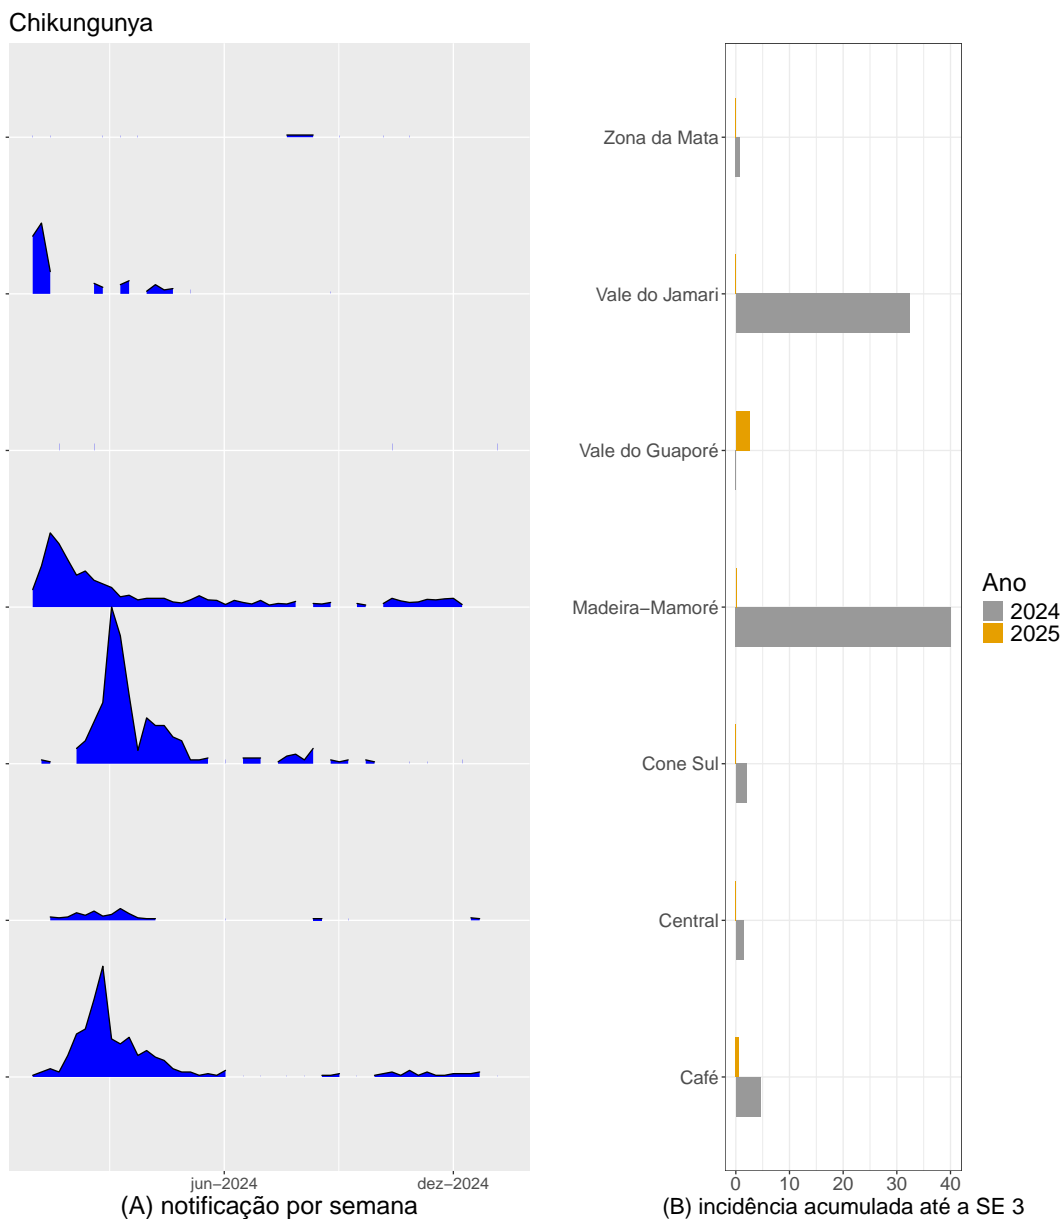 Chikungunya
Zona da Mata
Vale do Jamari
Vale do Guaporé
Madeira−Mamoré
Cone Sul
Central
Café
jun−2024
dez−2024
(A) notificação por semana
0
10
20
30
40
(B) incidência acumulada até a SE 3
Ano
2024
2025